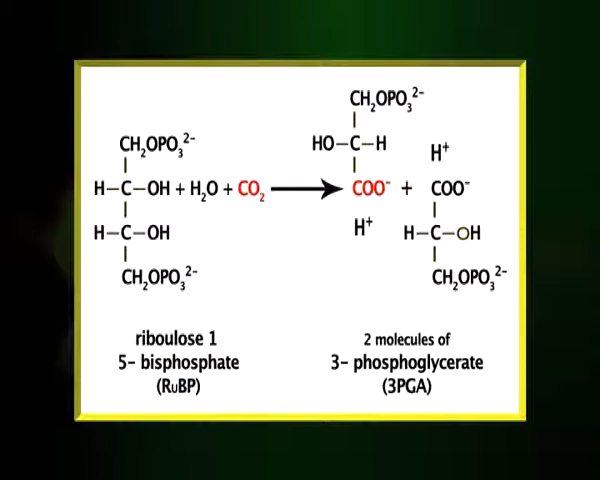 CH₂OPO₃²⁻
H–C–OH + H₂O + CO₂
H–C–OH
CH₂OPO₃²⁻
riboulose 1
5– bisphosphate
(RuBP)
CH₂OPO₃²⁻
HO–C–H
COO⁻ +
H⁺
H⁺
COO⁻
H–C–OH
CH₂OPO₃²⁻
2 molecules of
3– phosphoglycerate
(3PGA)